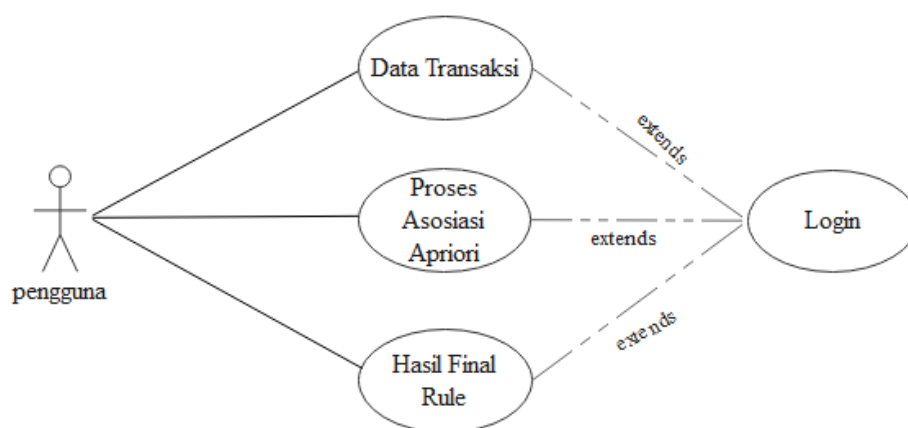 Data Transaksi
extends
Proses
Asosiasi
Apriori
extends
Login
pengguna
extends
Hasil Final
Rule